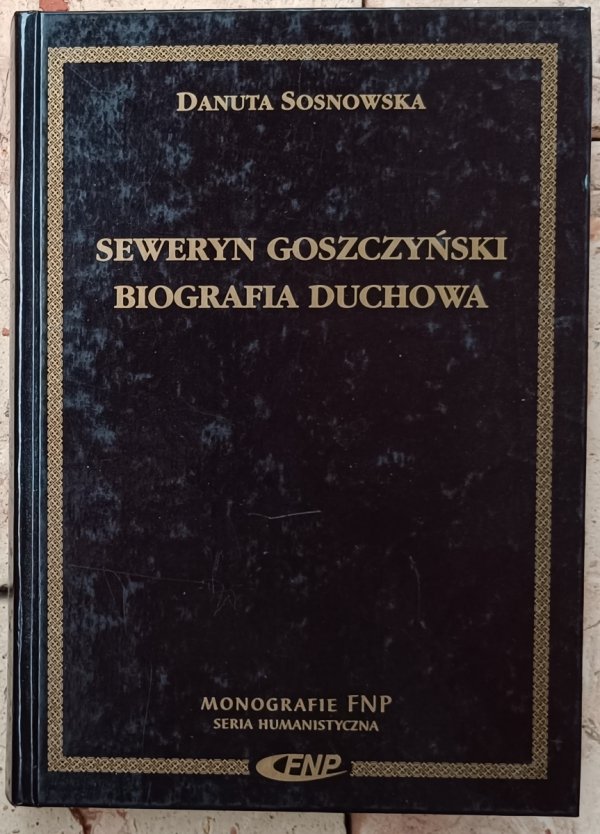 DANUTA SOSNOWSKA
SEWERYN GOSZCZYŃSKI
BIOGRAFIA DUCHOWA
MONOGRAFIE FNP
SERIA HUMANISTYCZNA
FNP